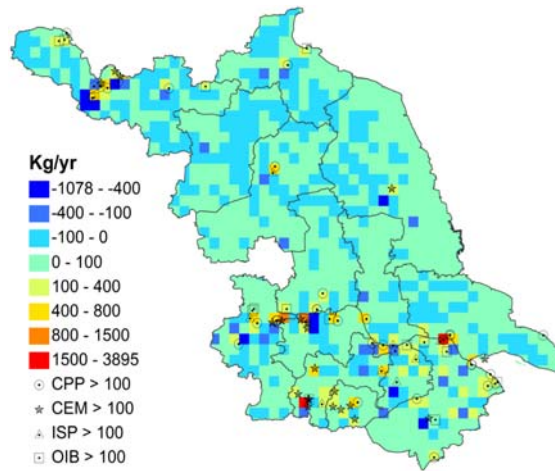 Kg/yr
-1078 - -400
-400 - -100
-100 - 0
0 - 100
100 - 400
400 - 800
800 - 1500
1500 - 3895
CPP > 100
CEM > 100
ISP > 100
OIB > 100